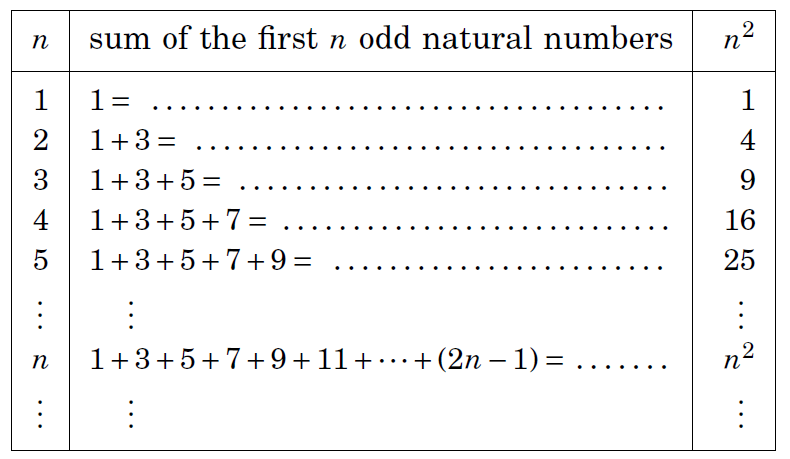 n sum of the first n odd natural numbers n²
1 1 = ..................................... 1
2 1 + 3 = .................................. 4
3 1 + 3 + 5 = ............................... 9
4 1 + 3 + 5 + 7 = ............................ 16
5 1 + 3 + 5 + 7 + 9 = ........................ 25
⋮ ⋮ ⋮
n 1 + 3 + 5 + 7 + 9 + 11 + ⋯ + (2n − 1) = ....... n²
⋮ ⋮ ⋮